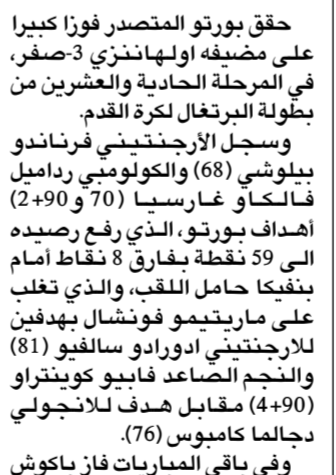 حقق بورتو المتصدر فوزا كبيرا
على مضيفه اولهاننزي 3-صفر،
في المرحلة الحادية والعشرين من
بطولة البرتغال لكرة القدم.
وسجل الأرجنتيني فرناندو
بيلوشي (68) والكولومبي رداميل
فالكاو غارسيا (70 و90+2)
أهداف بورتو، الذي رفع رصيده
الى 59 نقطة بفارق 8 نقاط أمام
بنفيكا حامل اللقب، والذي تغلب
على ماريتيمو فونشال بهدفين
للارجنتيني ادورادو سالفيو (81)
والنجم الصاعد فابيو كوينتراو
(90+4) مقابل هدف للانجولي
دجالما كامبوس (76).
وفي باقي المباريات فاز باكوش